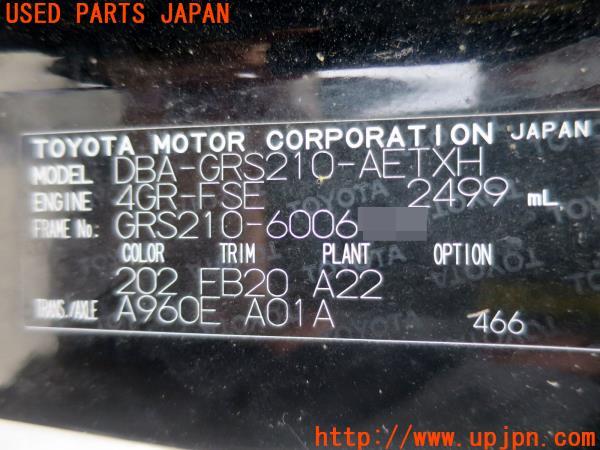 USED PARTS JAPAN
TOYOTA MOTOR CORPORATION JAPAN
MODEL DBA-GRS210-AETXH
ENGINE 4GR-FSE 2499 mL
FRAME No. GRS210-6006
COLOR TRIM PLANT OPTION
202 FB20 A22
TRANS./AXLE A960E A01A 466
UPJ
http://www.upjpn.com/